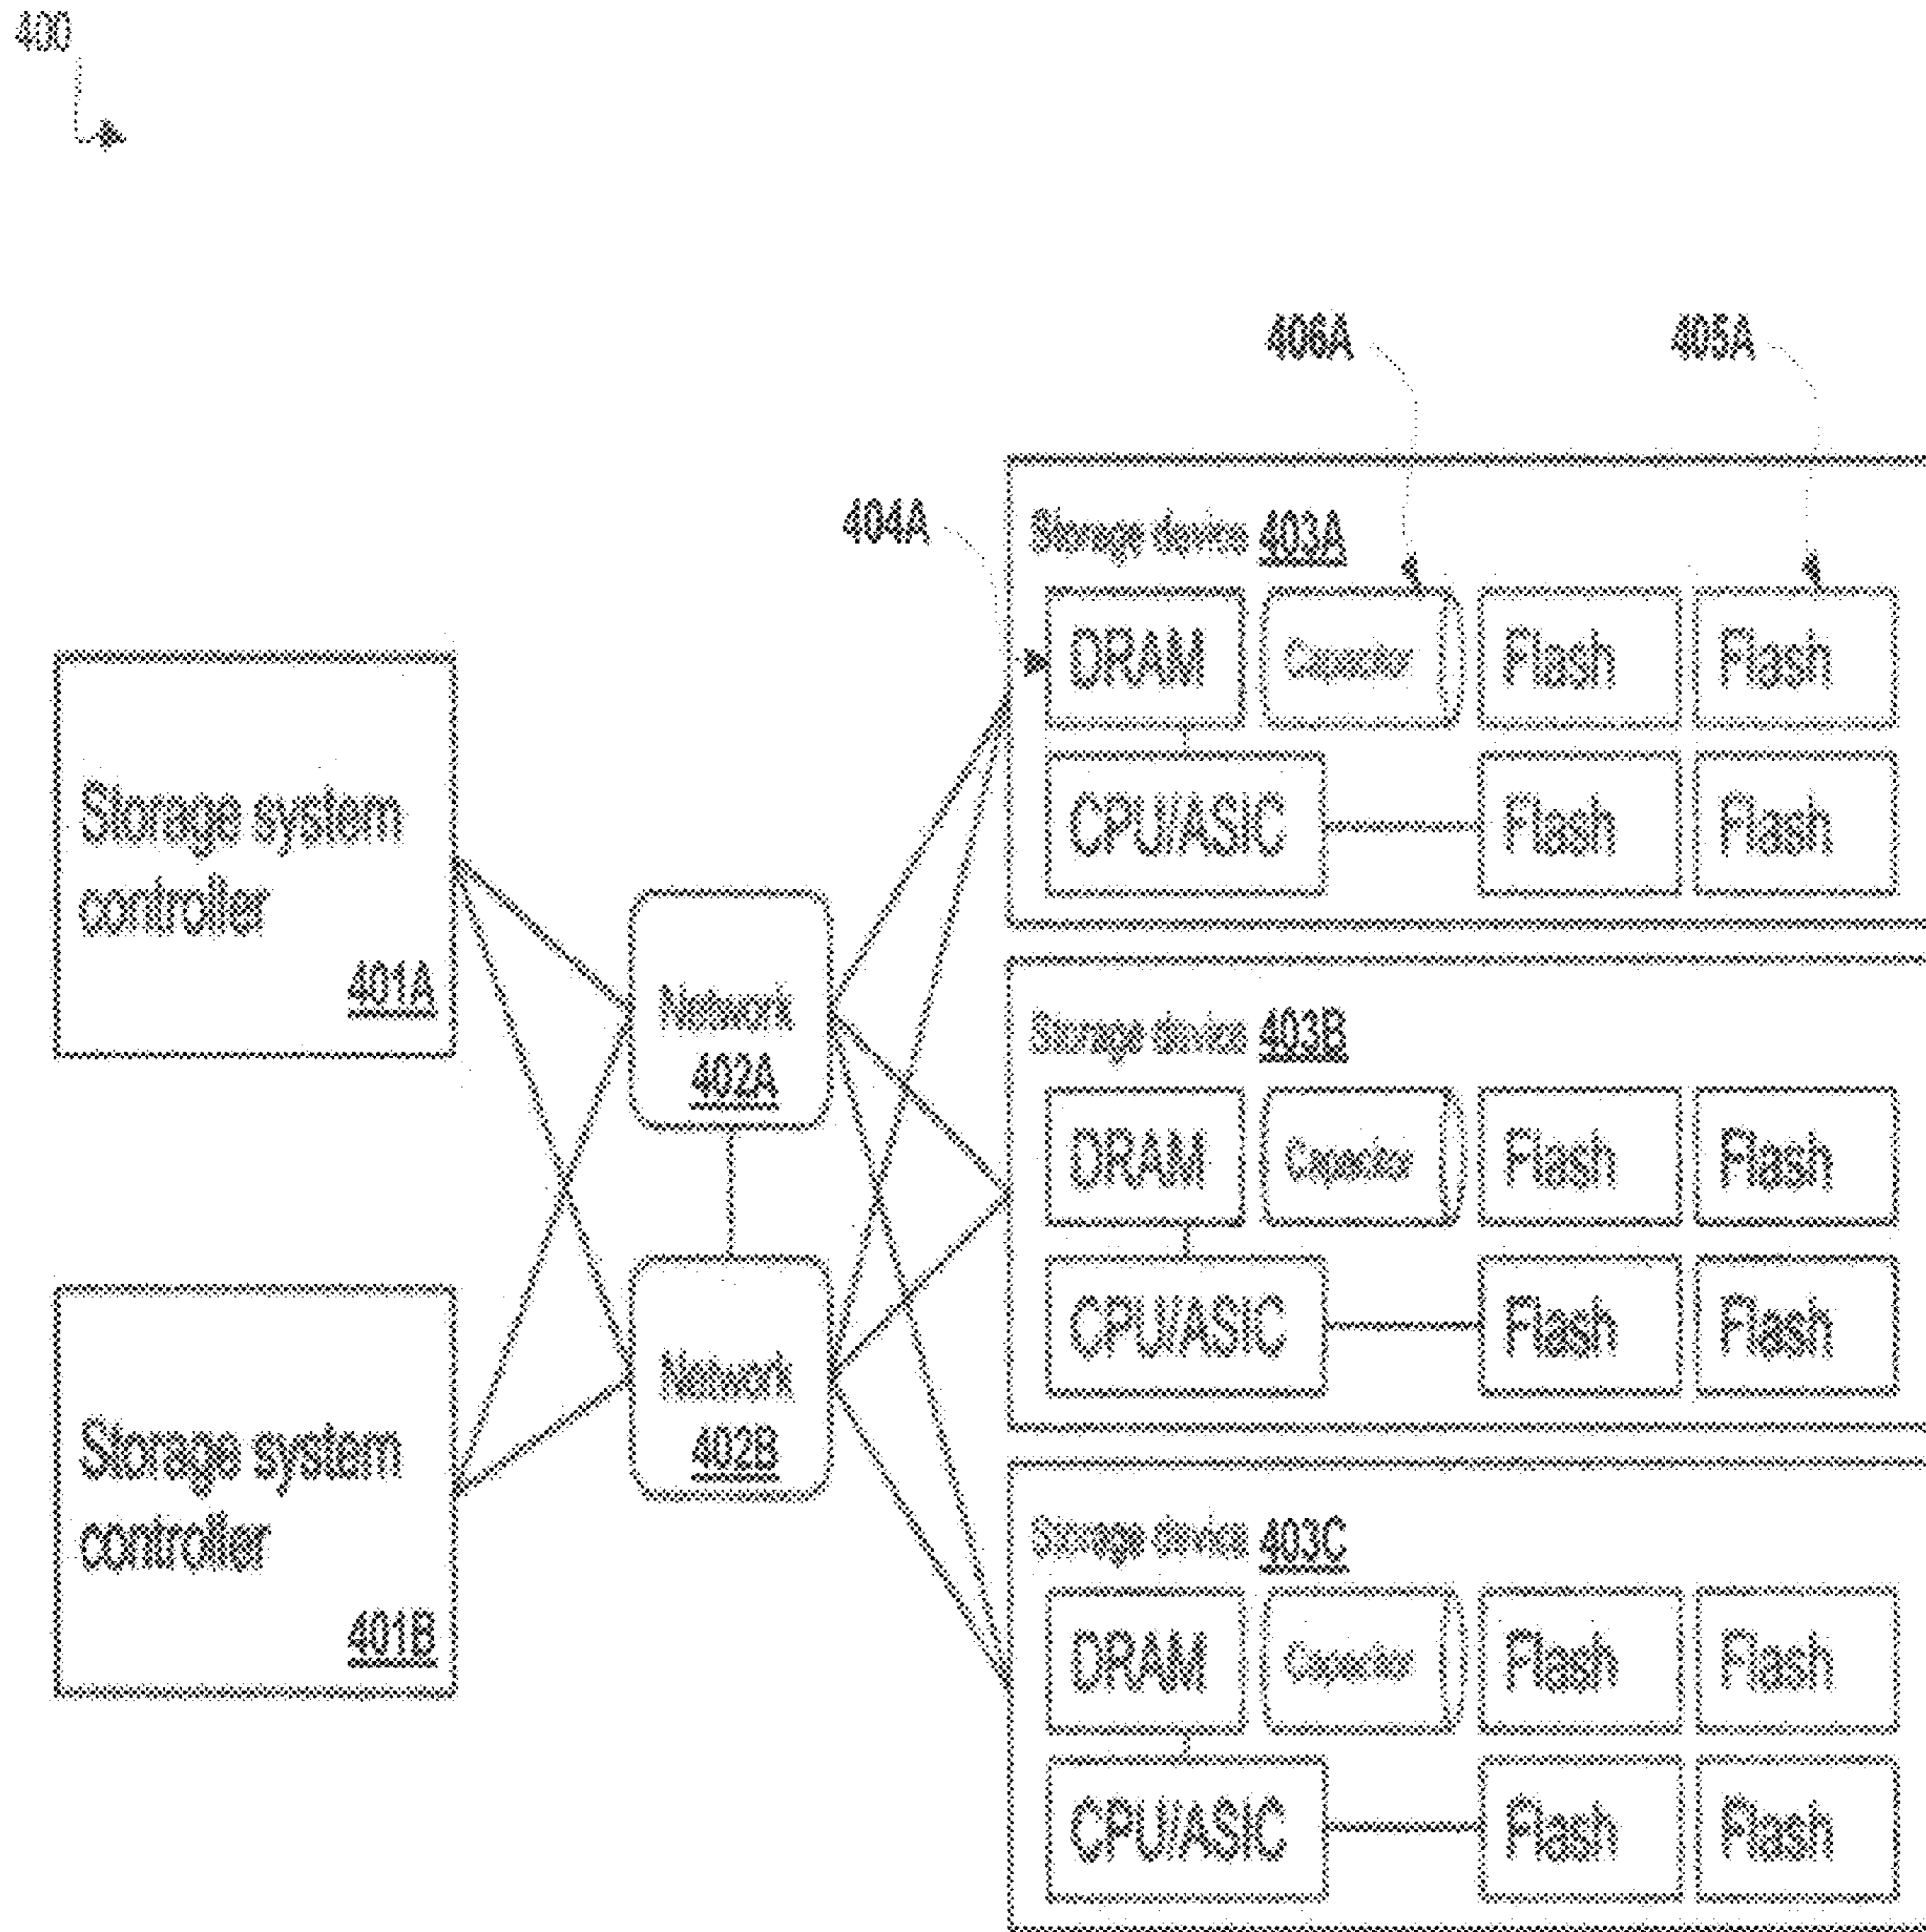 400
406A
405A
404A
Storage device 403A
DRAM
Capacitor
Flash
Flash
CPU/ASIC
Flash
Flash
Storage system
controller
401A
Network
402A
Storage device 403B
DRAM
Capacitor
Flash
Flash
CPU/ASIC
Flash
Flash
Storage system
controller
401B
Network
402B
Storage device 403C
DRAM
Capacitor
Flash
Flash
CPU/ASIC
Flash
Flash